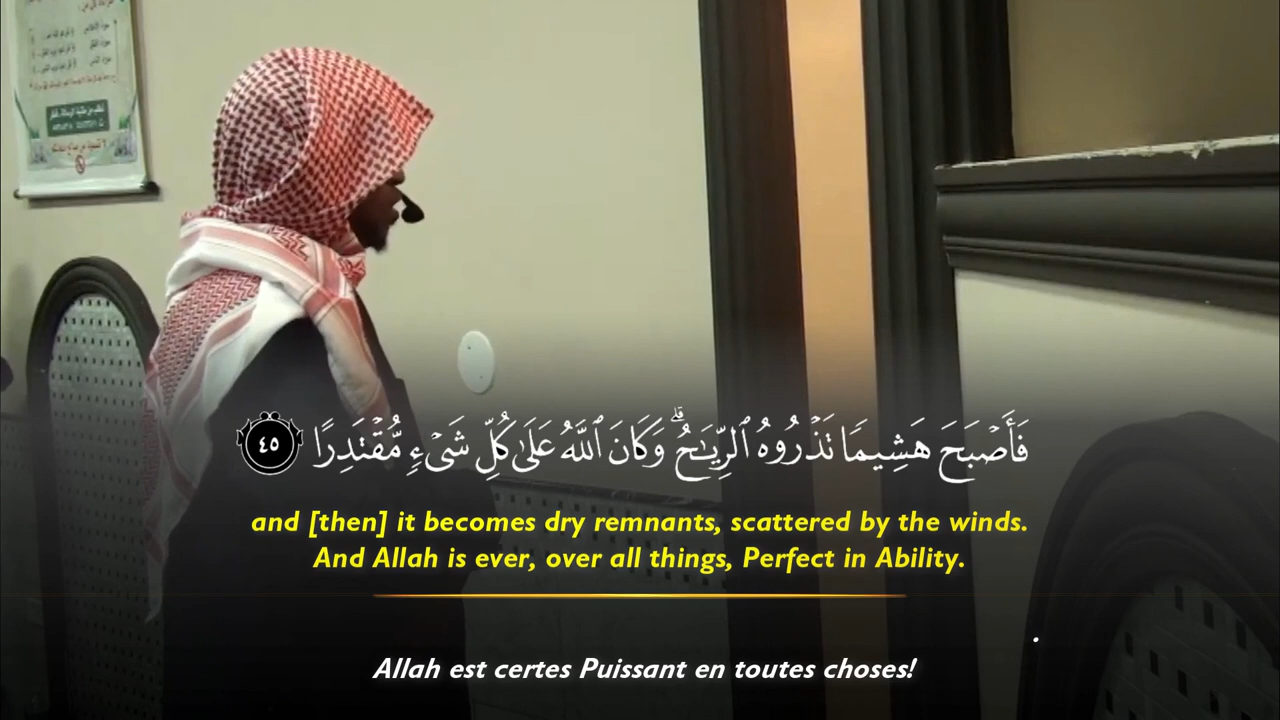 فَأَصْبَحَ هَشِيمًا تَذْرُوهُ ٱلرِّيَٰحُ ۗ وَكَانَ ٱللَّهُ عَلَىٰ كُلِّ شَىْءٍ مُّقْتَدِرًا ٤٥
and [then] it becomes dry remnants, scattered by the winds.
And Allah is ever, over all things, Perfect in Ability.
.
Allah est certes Puissant en toutes choses!